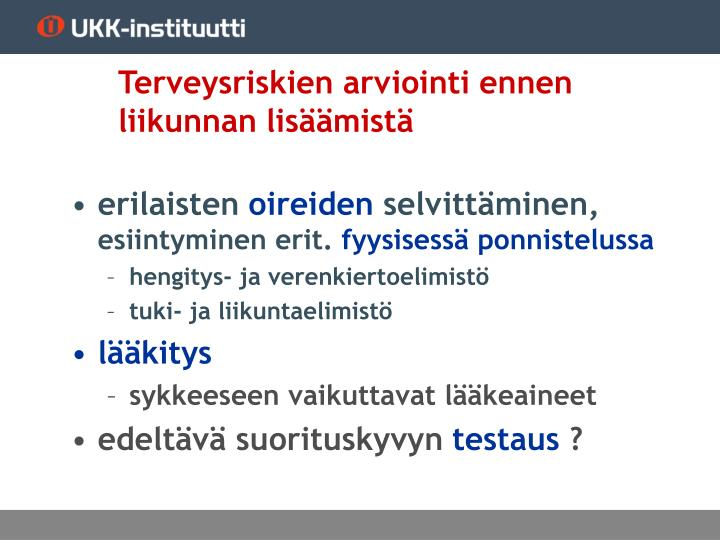 UKK-instituutti
Terveysriskien arviointi ennen
liikunnan lisäämistä
• erilaisten oireiden selvittäminen,
esiintyminen erit. fyysisessä ponnistelussa
– hengitys- ja verenkiertoelimistö
– tuki- ja liikuntaelimistö
• lääkitys
– sykkeeseen vaikuttavat lääkeaineet
• edeltävä suorituskyvyn testaus ?